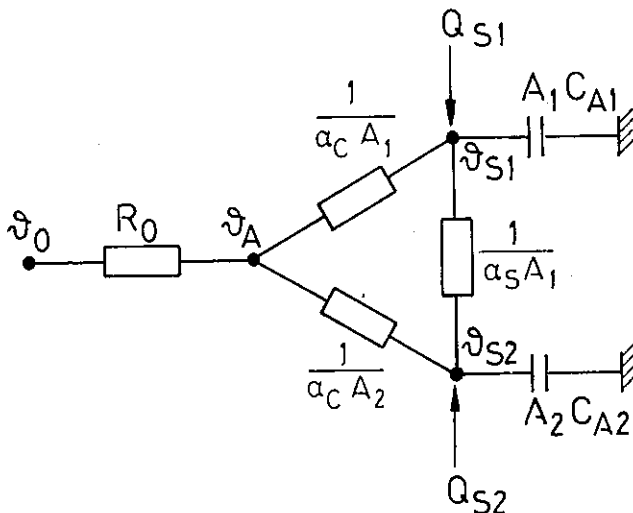 Q_S1
A_1 C_A1
1
α_C A_1
ϑ_S1
ϑ_0
R_0
ϑ_A
1
α_S A_1
ϑ_S2
1
α_C A_2
A_2 C_A2
Q_S2